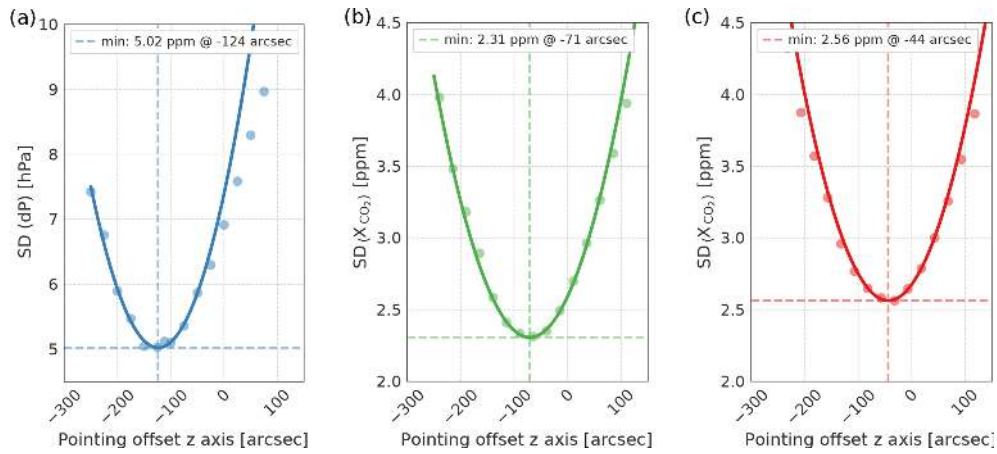 (a)
min: 5.02 ppm @ -124 arcsec
SD (dP) [hPa]
10
9
8
7
6
5
−300
−200
−100
0
100
Pointing offset z axis [arcsec]
(b)
min: 2.31 ppm @ -71 arcsec
SD(XCO₂) [ppm]
4.5
4.0
3.5
3.0
2.5
2.0
−300
−200
−100
0
100
Pointing offset z axis [arcsec]
(c)
min: 2.56 ppm @ -44 arcsec
SD(XCO₂) [ppm]
4.5
4.0
3.5
3.0
2.5
2.0
−300
−200
−100
0
100
Pointing offset z axis [arcsec]